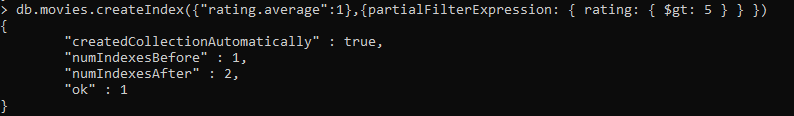 > db.movies.createIndex({"rating.average":1},{partialFilterExpression: { rating: { $gt: 5 } } })
{
        "createdCollectionAutomatically" : true,
        "numIndexesBefore" : 1,
        "numIndexesAfter" : 2,
        "ok" : 1
}